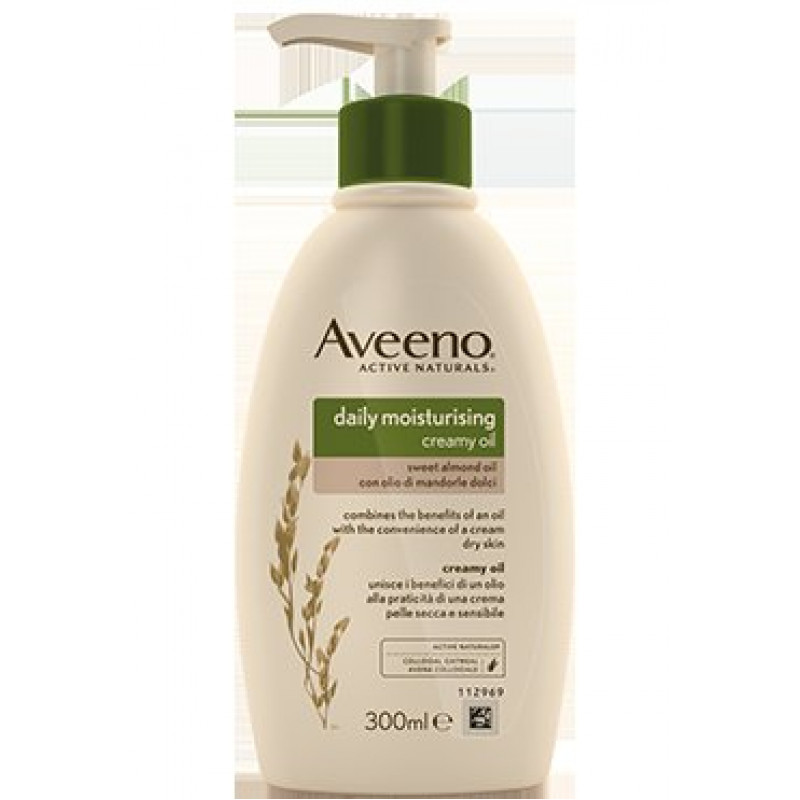 Aveeno®
ACTIVE NATURALS®
daily moisturising
creamy oil
sweet almond oil
con olio di mandorle dolci
combines the benefits of an oil
with the convenience of a cream
dry skin
creamy oil
unisce i benefici di un olio
alla praticità di una crema
pelle secca e sensibile
ACTIVE NATURALS®
COLLOIDAL OATMEAL
AVENA COLLOIDALE
112969
300ml e